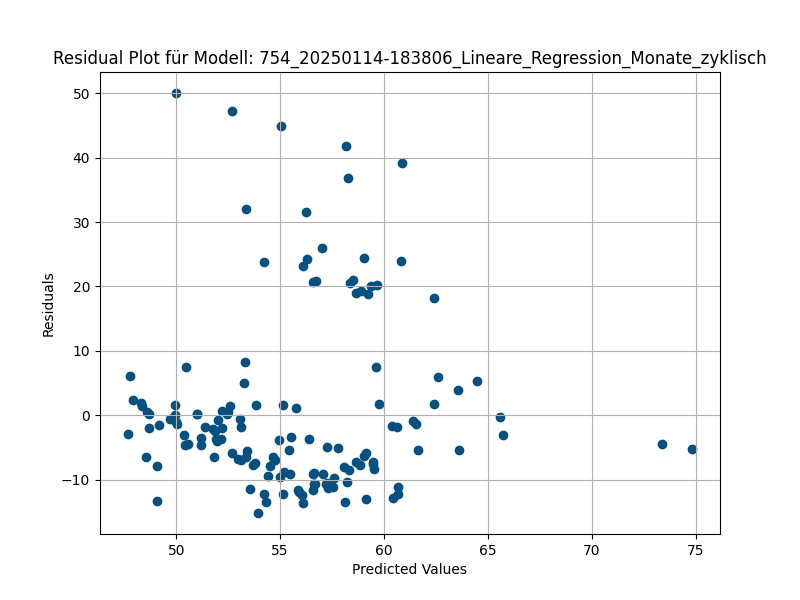 Residual Plot für Modell: 754_20250114-183806_Lineare_Regression_Monate_zyklisch
50
40
30
20
10
0
−10
Residuals
50 55 60 65 70 75
Predicted Values